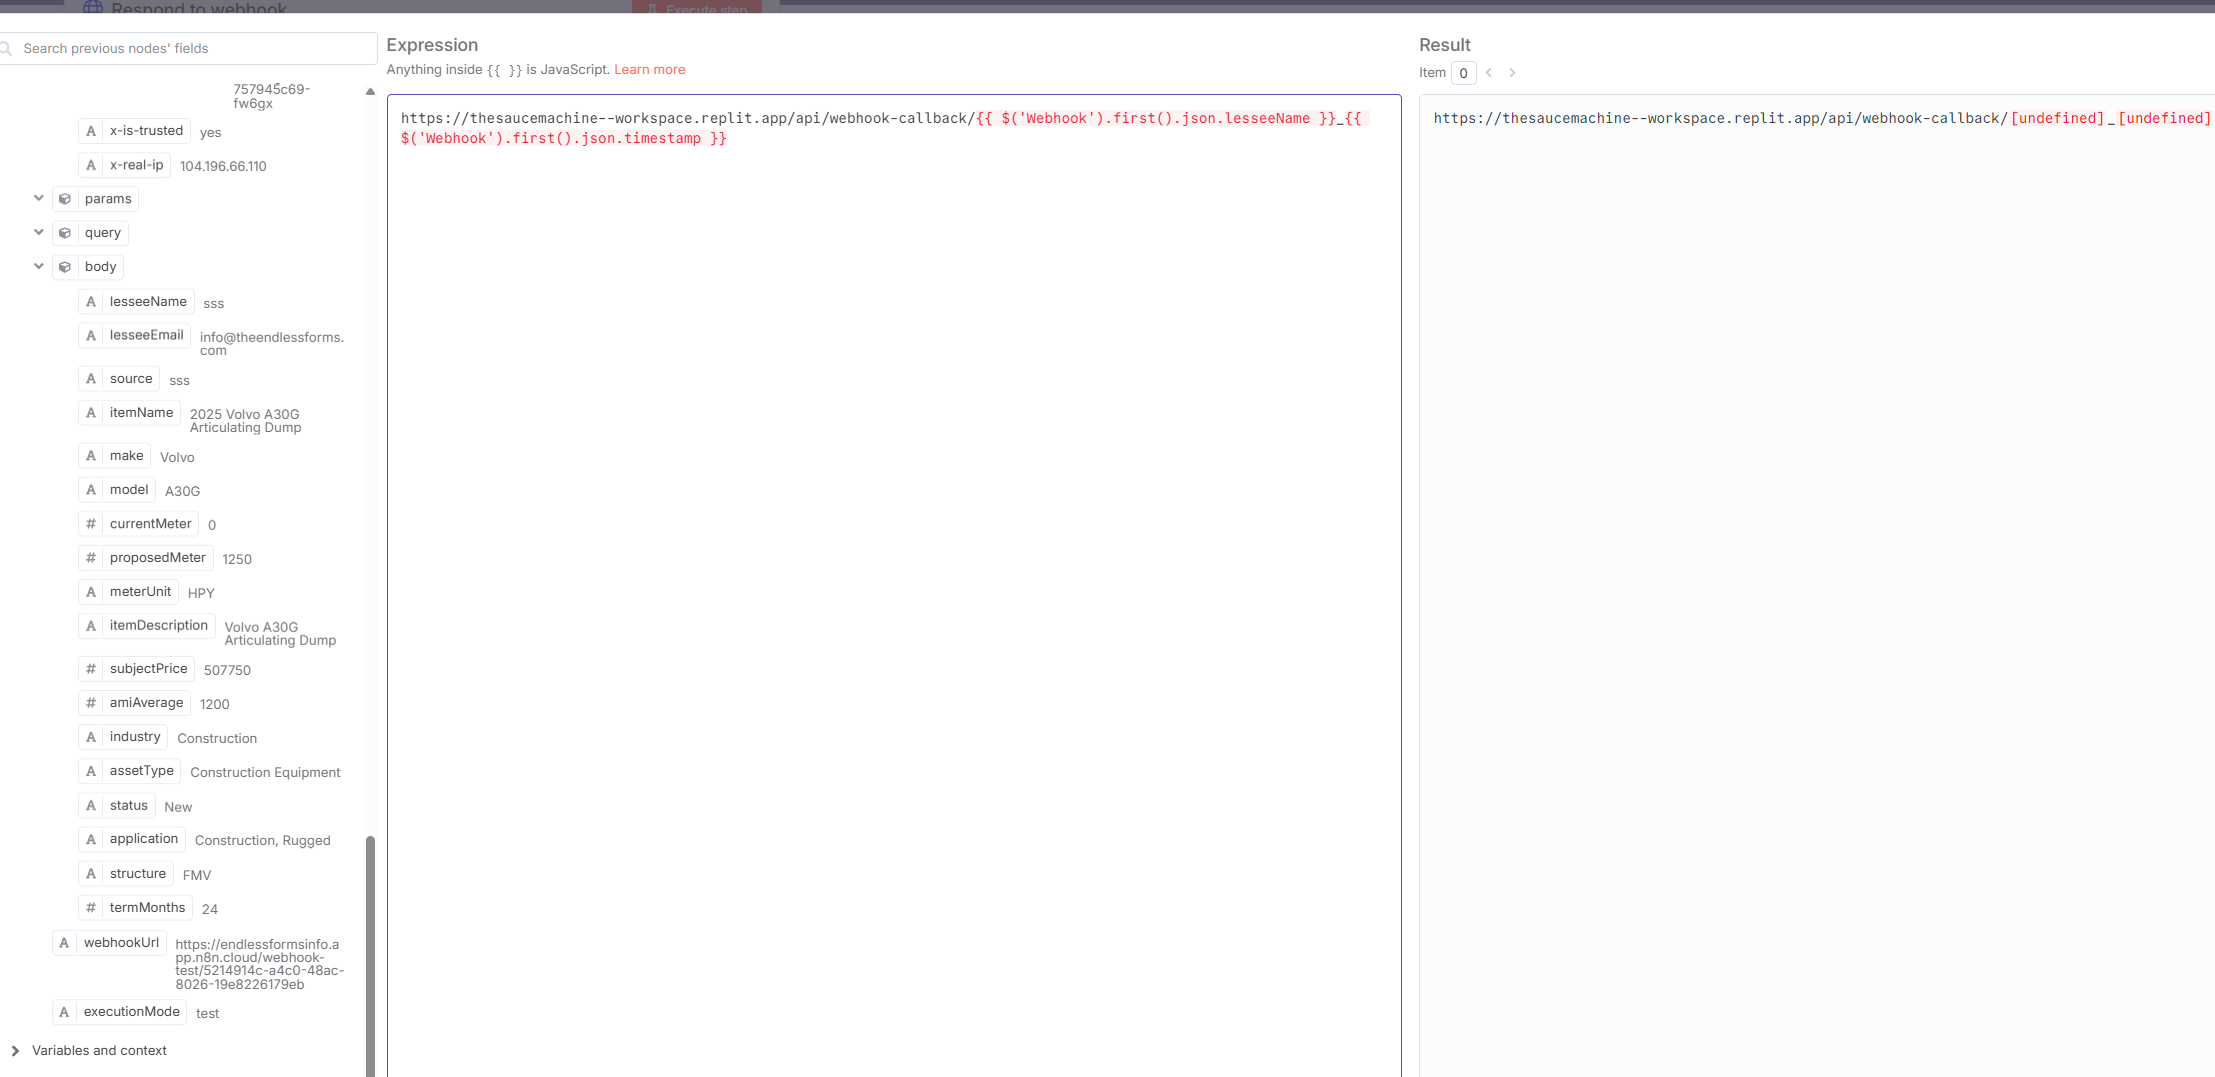 Respond to webhook
Execute step
Search previous nodes' fields
757945c69-
fw6gx
A x-is-trusted yes
A x-real-ip 104.196.66.110
params
query
body
A lesseeName sss
A lesseeEmail info@theendlessforms.
com
A source sss
A itemName 2025 Volvo A30G
Articulating Dump
A make Volvo
A model A30G
# currentMeter 0
# proposedMeter 1250
A meterUnit HPY
A itemDescription Volvo A30G
Articulating Dump
# subjectPrice 507750
# amiAverage 1200
A industry Construction
A assetType Construction Equipment
A status New
A application Construction, Rugged
A structure FMV
# termMonths 24
A webhookUrl https://endlessformsinfo.a
pp.n8n.cloud/webhook-
test/5214914c-a4c0-48ac-
8026-19e8226179eb
A executionMode test
Variables and context
Expression
Anything inside {{ }} is JavaScript. Learn more
https://thesaucemachine--workspace.replit.app/api/webhook-callback/{{ $('Webhook').first().json.lesseeName }}_{{
$('Webhook').first().json.timestamp }}
Result
Item 0
https://thesaucemachine--workspace.replit.app/api/webhook-callback/[undefined]_[undefined]